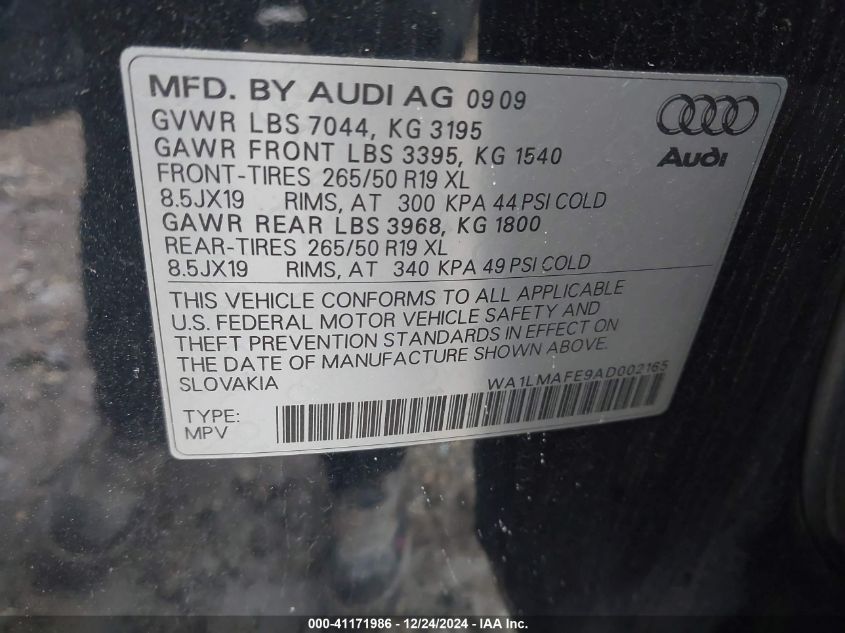 MFD. BY AUDI AG 09 09
GVWR LBS 7044, KG 3195
GAWR FRONT LBS 3395, KG 1540
FRONT-TIRES 265/50 R19 XL
8.5JX19 RIMS, AT 300 KPA 44 PSI COLD
GAWR REAR LBS 3968, KG 1800
REAR-TIRES 265/50 R19 XL
8.5JX19 RIMS, AT 340 KPA 49 PSI COLD
Audi
THIS VEHICLE CONFORMS TO ALL APPLICABLE
U.S. FEDERAL MOTOR VEHICLE SAFETY AND
THEFT PREVENTION STANDARDS IN EFFECT ON
THE DATE OF MANUFACTURE SHOWN ABOVE.
SLOVAKIA WA1LMAFE9AD002165
TYPE:
MPV
000-41171986 - 12/24/2024 - IAA Inc.